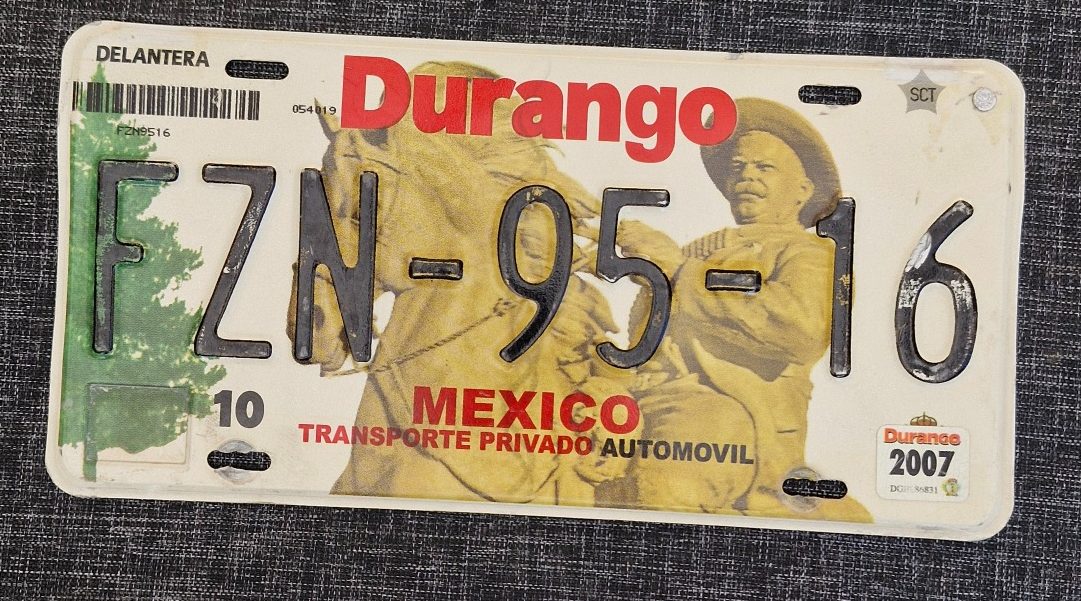 DELANTERA
054019
FZN9516
Durango
SCT
FZN-95-16
10
MEXICO
TRANSPORTE PRIVADO AUTOMOVIL
Durango
2007